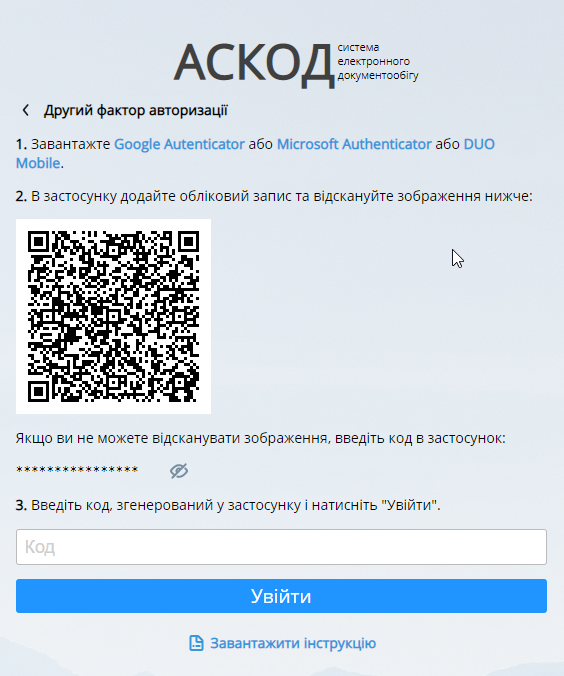 АСКОД
система
електронного
документообігу
Другий фактор авторизації
1. Завантажте Google Autenticator або Microsoft Authenticator або DUO
Mobile.
2. В застосунку додайте обліковий запис та відскануйте зображення нижче:
Якщо ви не можете відсканувати зображення, введіть код в застосунок:
****************
3. Введіть код, згенерований у застосунку і натисніть "Увійти".
Код
Увійти
Завантажити інструкцію